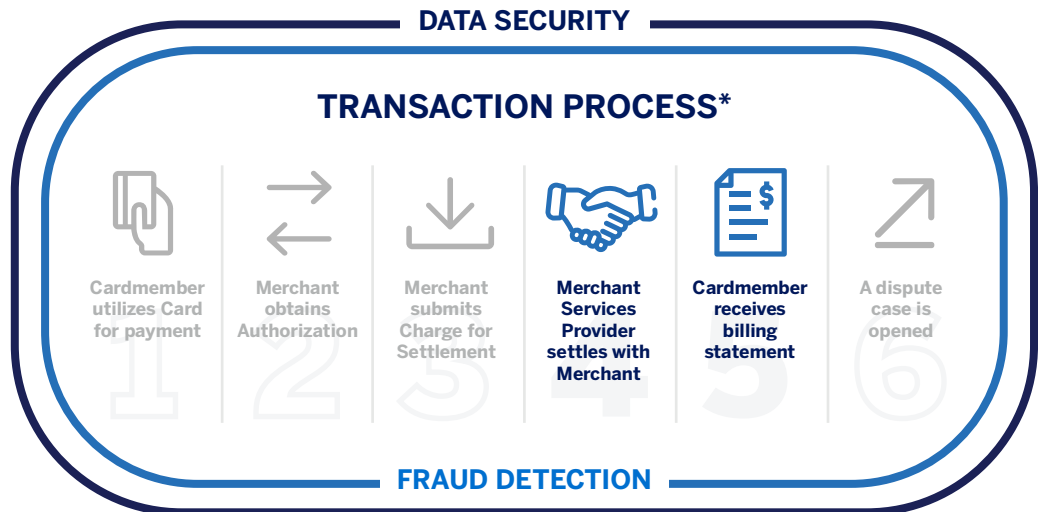 DATA SECURITY
TRANSACTION PROCESS*
$
Cardmember
utilizes Card
for payment
1
Merchant
obtains
Authorization
2
Merchant
submits
Charge for
Settlement
3
Merchant
Services
Provider
settles with
Merchant
4
Cardmember
receives
billing
statement
5
A dispute
case is
opened
6
FRAUD DETECTION